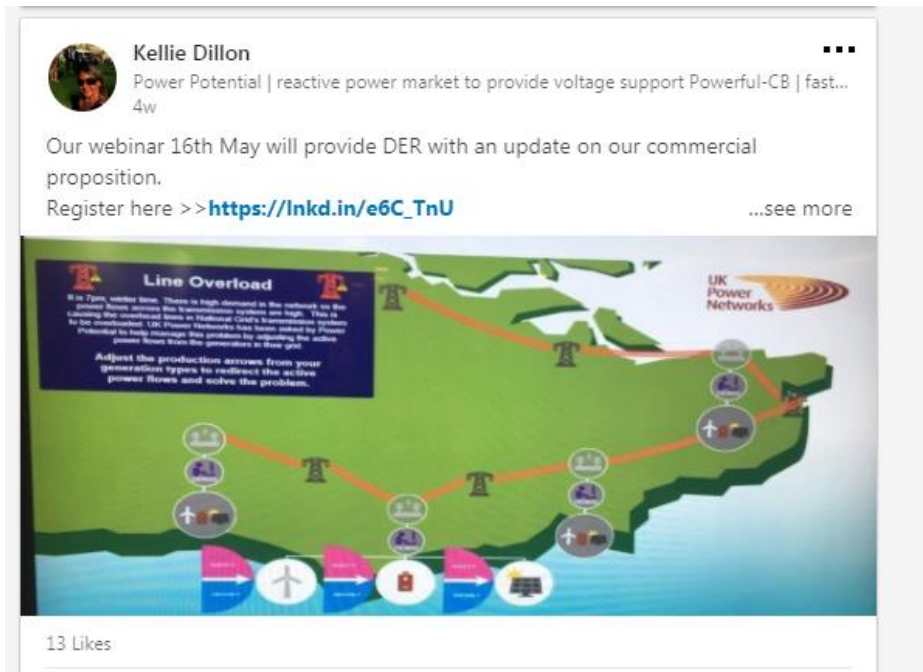 Kellie Dillon
Power Potential | reactive power market to provide voltage support Powerful-CB | fast...
4w
Our webinar 16th May will provide DER with an update on our commercial
proposition.
Register here >>https://lnkd.in/e6C_TnU
...see more
Line Overload
It is 7pm, winter time. There is high demand in the network so the
power flows across the transmission system are high. This is
causing the overhead lines in National Grid's transmission system
to be overloaded. UK Power Networks has been asked by Power
Potential to help manage this problem by adjusting the active
power flows from the generators in their grid.
Adjust the production arrows from your
generation types to redirect the active
power flows and solve the problem.
UK
Power
Networks
13 Likes